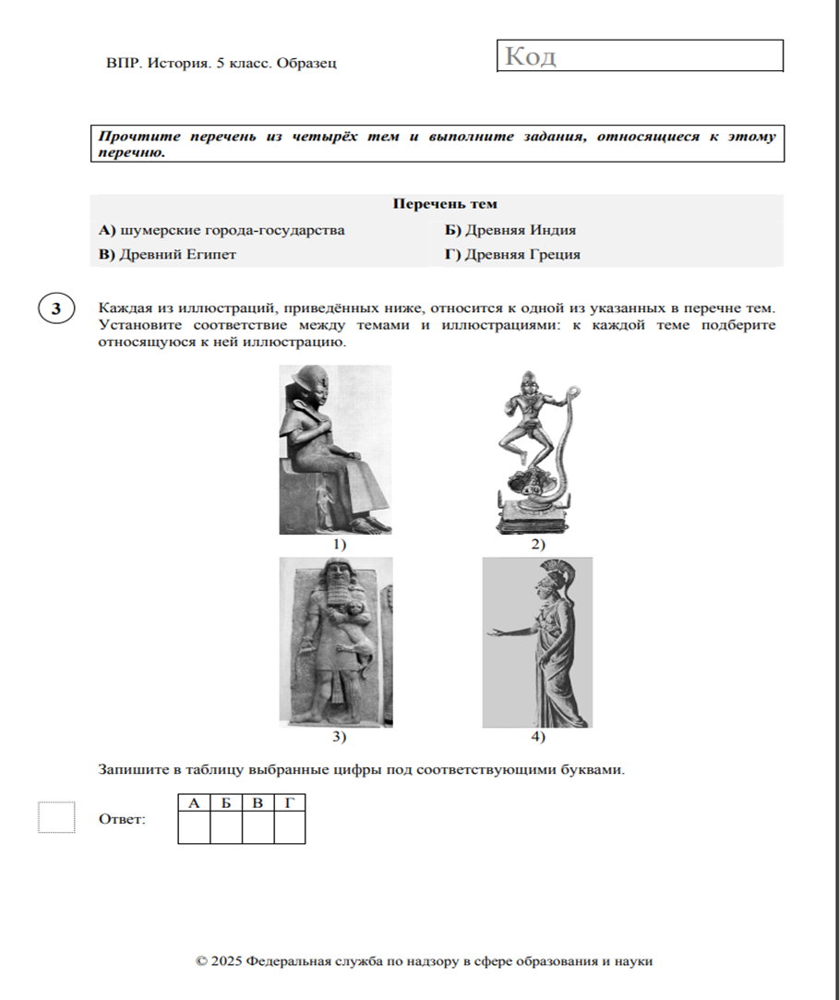 ВПР. История. 5 класс. Образец
Код
Прочтите перечень из четырёх тем и выполните задания, относящиеся к этому
перечню.
Перечень тем
А) шумерские города-государства
Б) Древняя Индия
В) Древний Египет
Г) Древняя Греция
3
Каждая из иллюстраций, приведённых ниже, относится к одной из указанных в перечне тем.
Установите соответствие между темами и иллюстрациями: к каждой теме подберите
относящуюся к ней иллюстрацию.
1)
2)
3)
4)
Запишите в таблицу выбранные цифры под соответствующими буквами.
А Б В Г
Ответ:
© 2025 Федеральная служба по надзору в сфере образования и науки